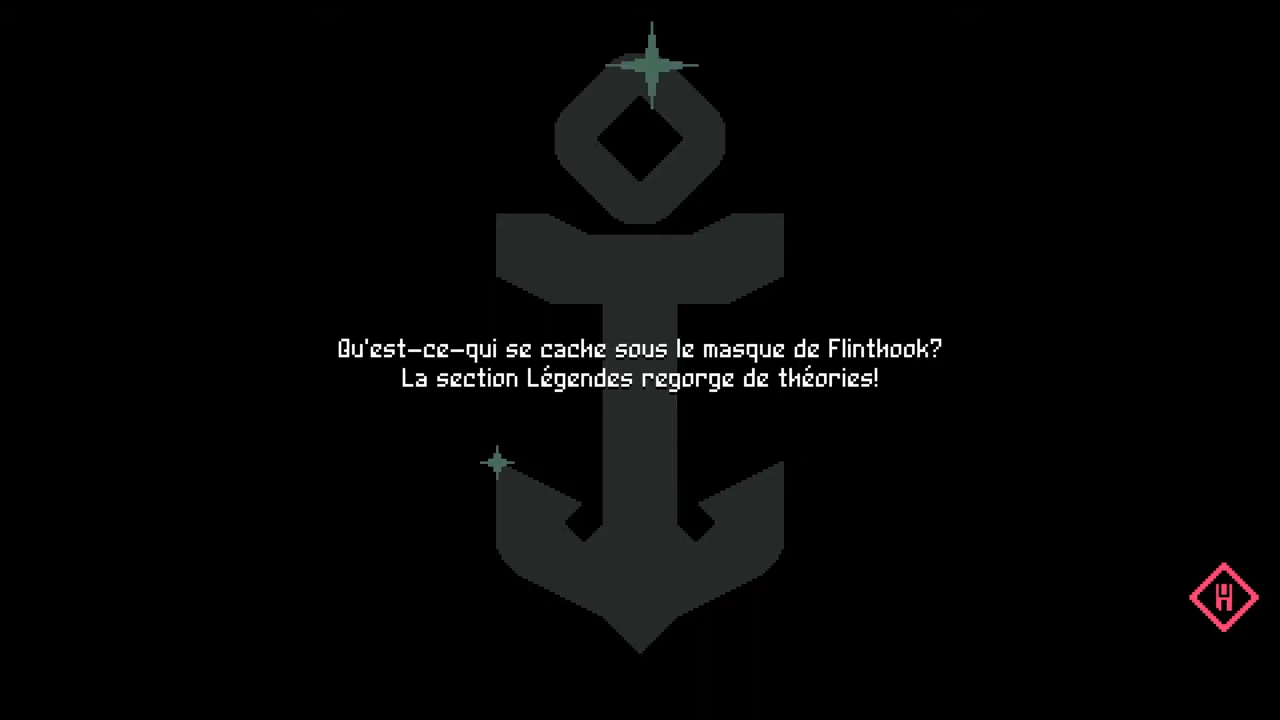 Qu'est-ce-qui se cache sous le masque de Flinthook?
La section Légendes regorge de théories!